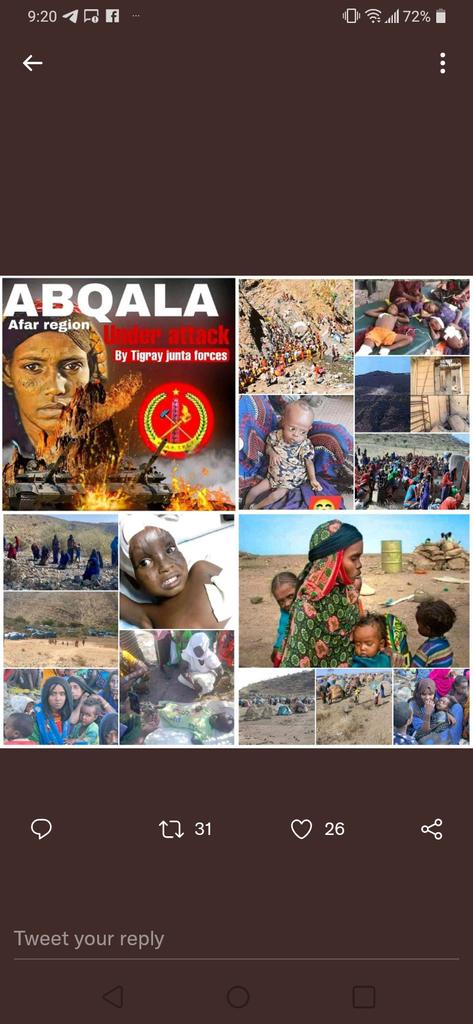 9:20
72%
ABQALA
Afar region
Under attack
By Tigray junta forces
31
26
Tweet your reply